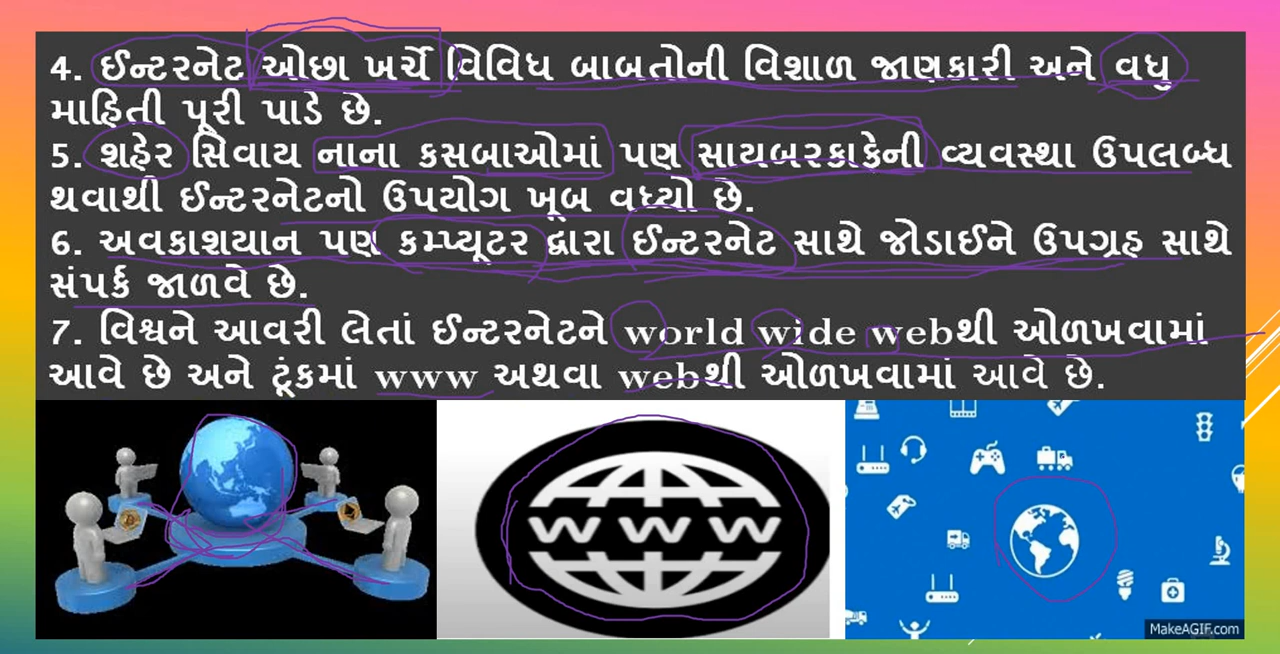 4. ઈન્ટરનેટ ઓછા ખર્ચે વિવિધ બાબતોની વિશાળ જાણકારી અને વધુ
માહિતી પૂરી પાડે છે.
5. શહેર સિવાય નાના કસબાઓમાં પણ સાયબરકાફેની વ્યવસ્થા ઉપલબ્ધ
થવાથી ઈન્ટરનેટનો ઉપયોગ ખૂબ વધ્યો છે.
6. અવકાશયાન પણ કમ્પ્યૂટર દ્વારા ઈન્ટરનેટ સાથે જોડાઈને ઉપગ્રહ સાથે
સંપર્ક જાળવે છે.
7. વિશ્વને આવરી લેતાં ઈન્ટરનેટને world wide webથી ઓળખવામાં
આવે છે અને ટૂંકમાં www અથવા webથી ઓળખવામાં આવે છે.
WWW
MakeAGIF.com